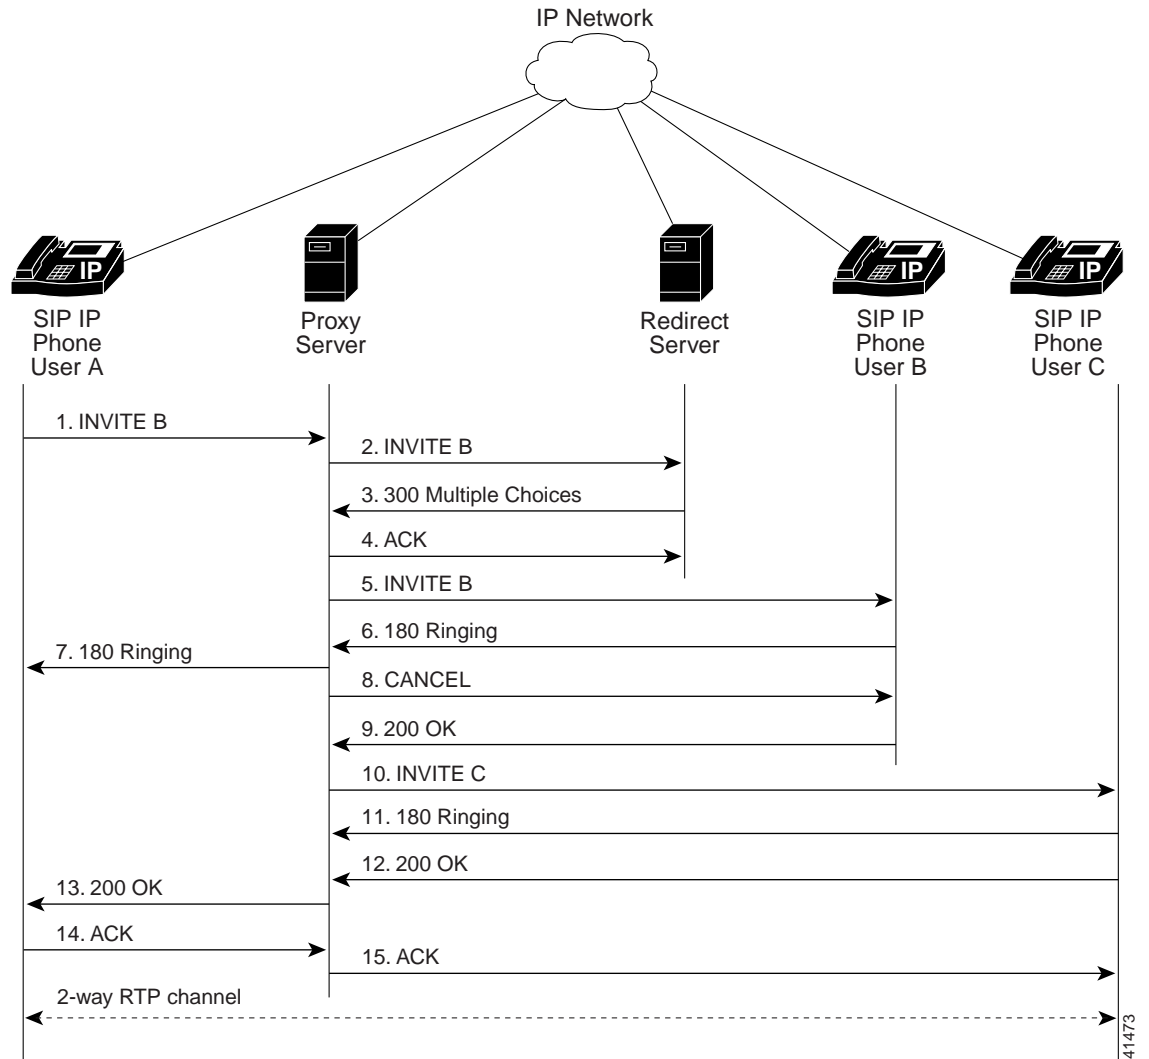 IP Network
IP
IP
IP
SIP IP
Phone
User A
Proxy
Server
Redirect
Server
SIP IP
Phone
User B
SIP IP
Phone
User C
1. INVITE B
2. INVITE B
3. 300 Multiple Choices
4. ACK
5. INVITE B
6. 180 Ringing
7. 180 Ringing
8. CANCEL
9. 200 OK
10. INVITE C
11. 180 Ringing
12. 200 OK
13. 200 OK
14. ACK
15. ACK
2-way RTP channel
41473